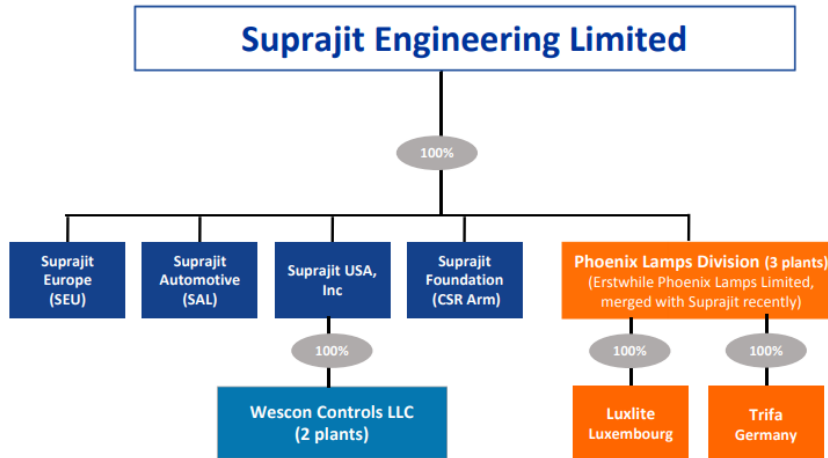 Suprajit Engineering Limited
100%
Suprajit
Europe
(SEU)
Suprajit
Automotive
(SAL)
Suprajit USA,
Inc
Suprajit
Foundation
(CSR Arm)
Phoenix Lamps Division (3 plants)
(Erstwhile Phoenix Lamps Limited,
merged with Suprajit recently)
100%
100%
100%
Wescon Controls LLC
(2 plants)
Luxlite
Luxembourg
Trifa
Germany